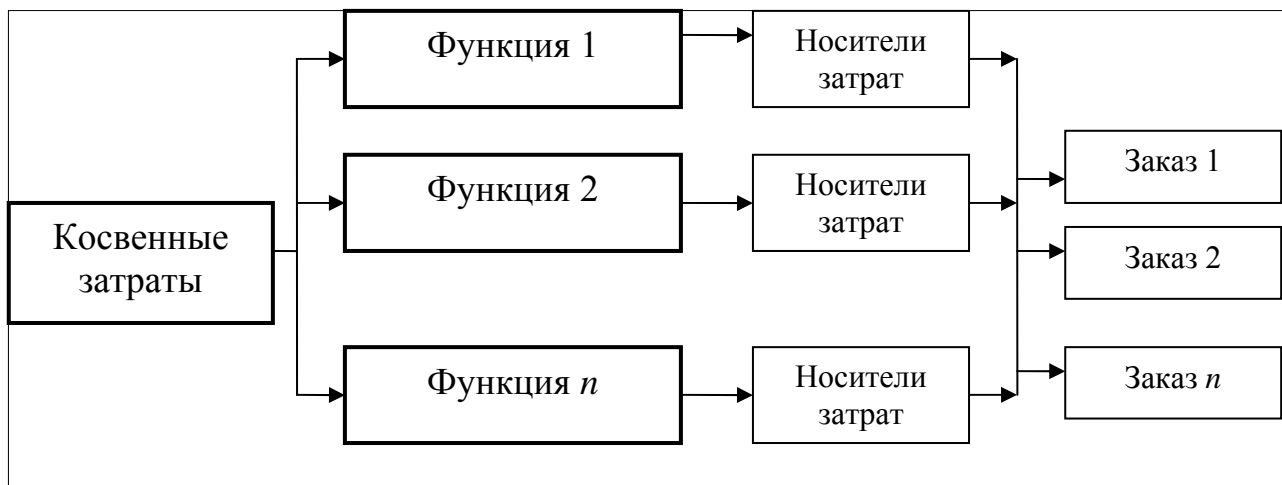 Косвенные
затраты
Функция 1
Функция 2
Функция n
Носители
затрат
Носители
затрат
Носители
затрат
Заказ 1
Заказ 2
Заказ n